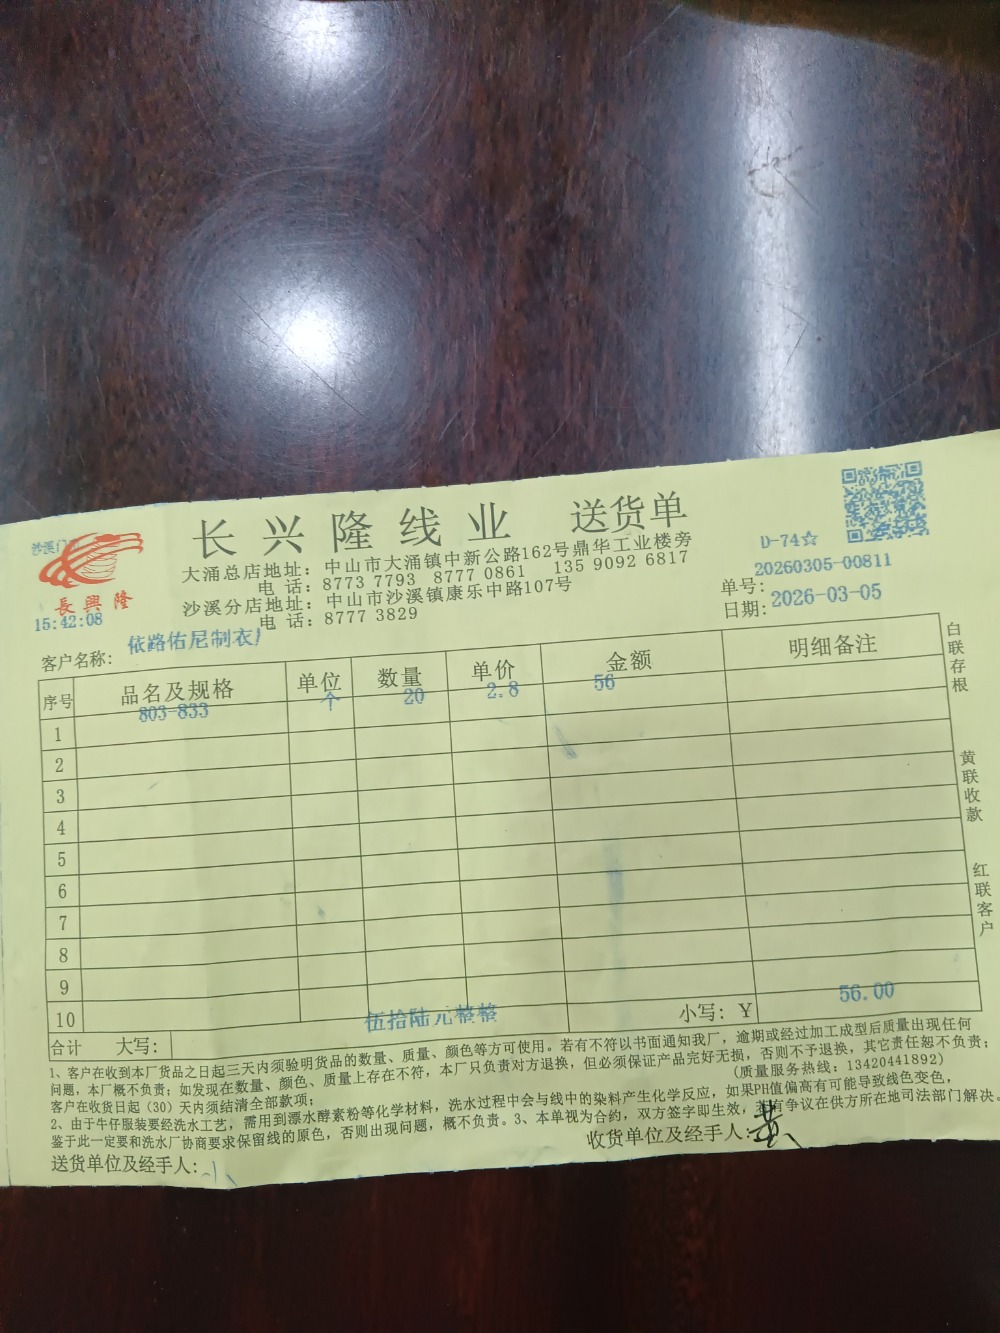 长兴隆线业 送货单
大涌总店地址：中山市大涌镇中新公路162号鼎华工业楼旁
电 话：8773 7793 8777 0861 135 9092 6817
沙溪分店地址：中山市沙溪镇康乐中路107号
电 话：8777 3829
長興隆
15:42:08
D-74☆
单号：20260305-00811
日期：2026-03-05
客户名称：依路佑尼制衣厂
序号 品名及规格 单位 数量 单价 金额 明细备注
1 803-833 个 20 2.8 56
2
3
4
5
6
7
8
9
10
合计 大写：伍拾陆元整 小写：Y 56.00
白联存根
黄联收款
红联客户
1、客户在收到本厂货品之日起三天内须验明货品的数量、质量、颜色等方可使用。若有不符以书面通知我厂，逾期或经过加工成型后质量出现任何
问题，本厂概不负责；如发现在数量、颜色、质量上存在不符，本厂只负责对方退换，但必须保证产品完好无损，否则不予退换，其它责任恕不负责；
客户在收货日起（30）天内须结清全部款项；
(质量服务热线：13420441892)
2、由于牛仔服装要经洗水工艺，需用到漂水酵素粉等化学材料，洗水过程中会与线中的染料产生化学反应，如果PH值偏高有可能导致线色变色，
鉴于此一定要和洗水厂协商要求保留线的原色，否则出现问题，概不负责。3、本单视为合约，双方签字即生效，若有争议在供方所在地司法部门解决。
送货单位及经手人：
收货单位及经手人：